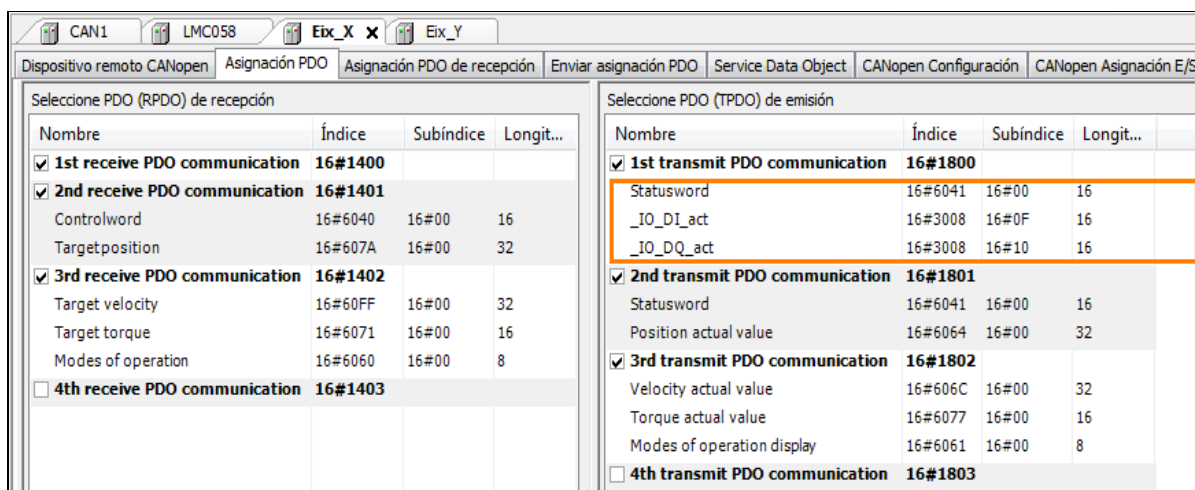 CAN1 LMC058 Eix_X x Eix_Y
Dispositivo remoto CANopen Asignación PDO Asignación PDO de recepción Enviar asignación PDO Service Data Object CANopen Configuración CANopen Asignación E/S
Seleccione PDO (RPDO) de recepción
Nombre Índice Subíndice Longit...
1st receive PDO communication 16#1400
2nd receive PDO communication 16#1401
Controlword 16#6040 16#00 16
Targetposition 16#607A 16#00 32
3rd receive PDO communication 16#1402
Target velocity 16#60FF 16#00 32
Target torque 16#6071 16#00 16
Modes of operation 16#6060 16#00 8
4th receive PDO communication 16#1403
Seleccione PDO (TPDO) de emisión
Nombre Índice Subíndice Longit...
1st transmit PDO communication 16#1800
Statusword 16#6041 16#00 16
_IO_DI_act 16#3008 16#0F 16
_IO_DQ_act 16#3008 16#10 16
2nd transmit PDO communication 16#1801
Statusword 16#6041 16#00 16
Position actual value 16#6064 16#00 32
3rd transmit PDO communication 16#1802
Velocity actual value 16#606C 16#00 32
Torque actual value 16#6077 16#00 16
Modes of operation display 16#6061 16#00 8
4th transmit PDO communication 16#1803